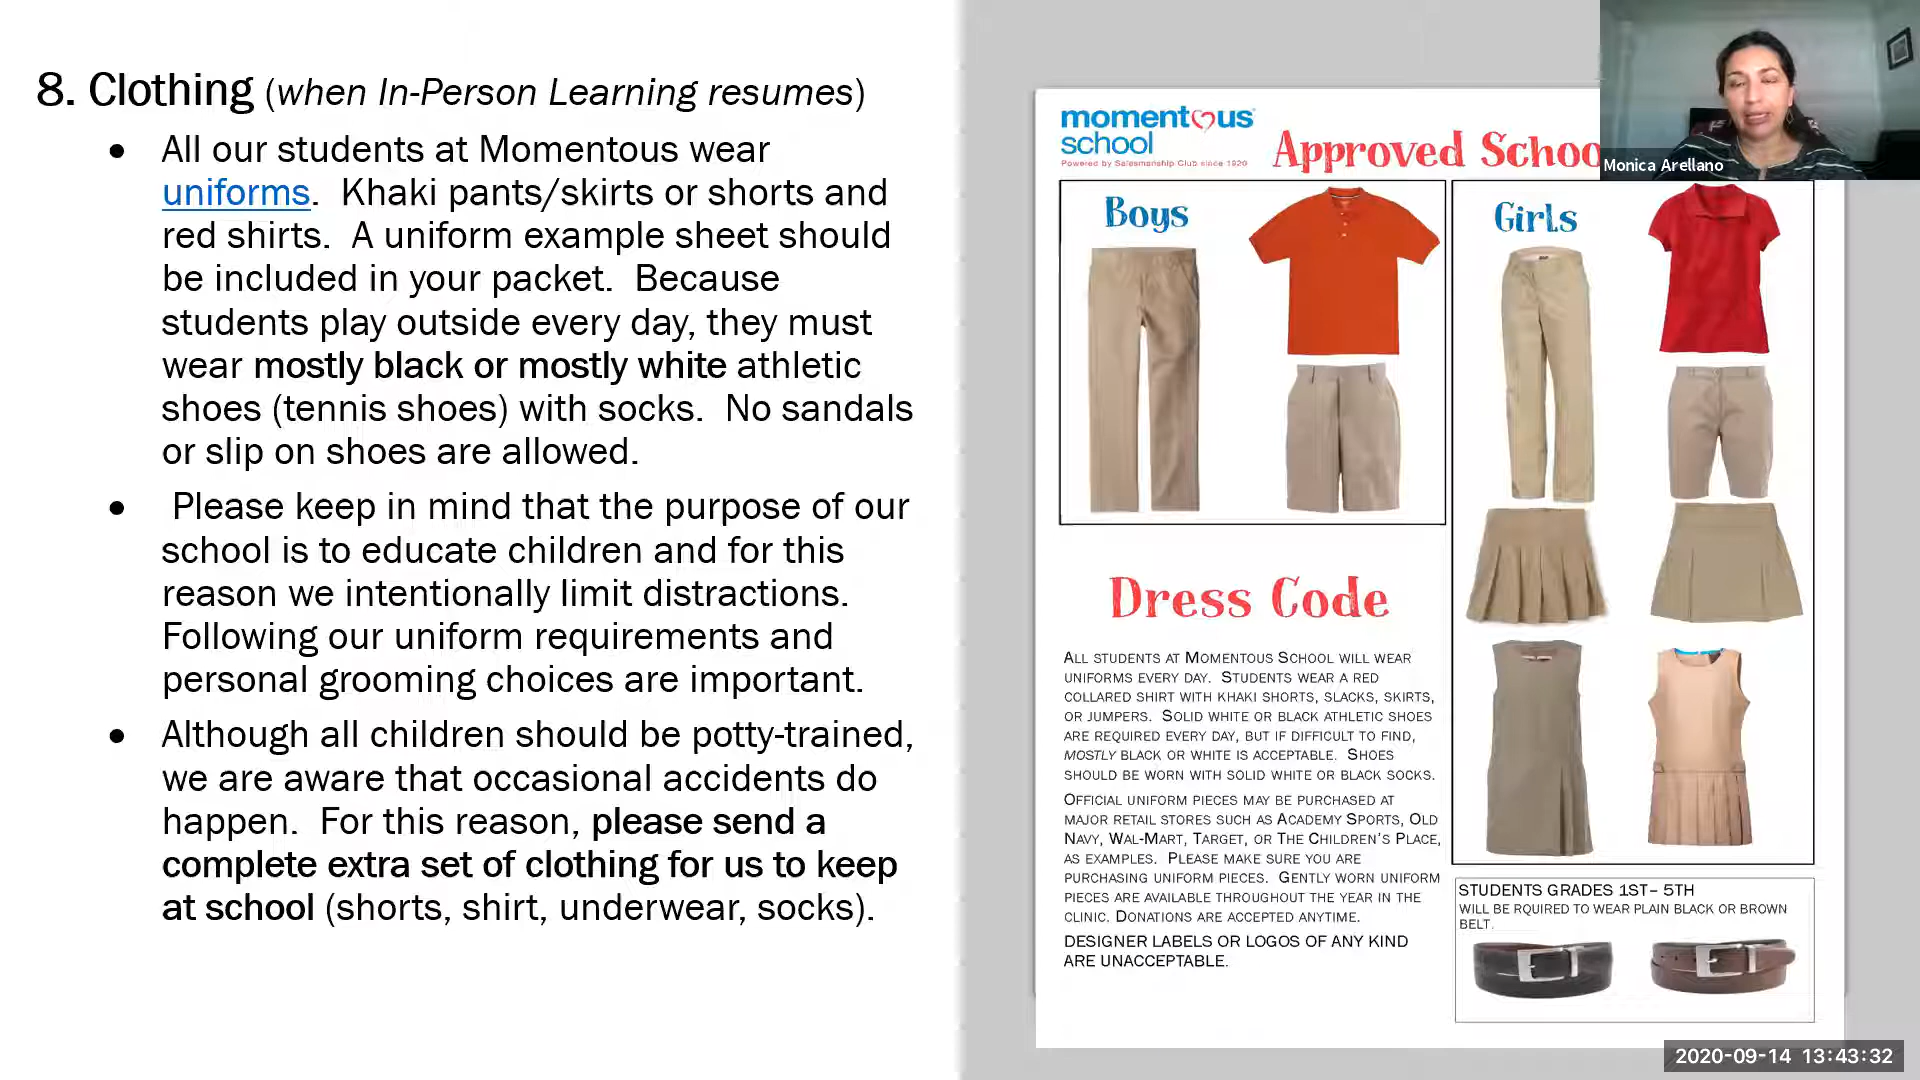 8. Clothing (when In-Person Learning resumes)
● All our students at Momentous wear
uniforms. Khaki pants/skirts or shorts and
red shirts. A uniform example sheet should
be included in your packet. Because
students play outside every day, they must
wear mostly black or mostly white athletic
shoes (tennis shoes) with socks. No sandals
or slip on shoes are allowed.
● Please keep in mind that the purpose of our
school is to educate children and for this
reason we intentionally limit distractions.
Following our uniform requirements and
personal grooming choices are important.
● Although all children should be potty-trained,
we are aware that occasional accidents do
happen. For this reason, please send a
complete extra set of clothing for us to keep
at school (shorts, shirt, underwear, socks).
momentous
school
Powered by Salesmanship Club since 1920
Approved Schoo
Boys
Girls
Dress Code
ALL STUDENTS AT MOMENTOUS SCHOOL WILL WEAR
UNIFORMS EVERY DAY. STUDENTS WEAR A RED
COLLARED SHIRT WITH KHAKI SHORTS, SLACKS, SKIRTS,
OR JUMPERS. SOLID WHITE OR BLACK ATHLETIC SHOES
ARE REQUIRED EVERY DAY, BUT IF DIFFICULT TO FIND,
MOSTLY BLACK OR WHITE IS ACCEPTABLE. SHOES
SHOULD BE WORN WITH SOLID WHITE OR BLACK SOCKS.
OFFICIAL UNIFORM PIECES MAY BE PURCHASED AT
MAJOR RETAIL STORES SUCH AS ACADEMY SPORTS, OLD
NAVY, WAL-MART, TARGET, OR THE CHILDREN'S PLACE,
AS EXAMPLES. PLEASE MAKE SURE YOU ARE
PURCHASING UNIFORM PIECES. GENTLY WORN UNIFORM
PIECES ARE AVAILABLE THROUGHOUT THE YEAR IN THE
CLINIC. DONATIONS ARE ACCEPTED ANYTIME.
DESIGNER LABELS OR LOGOS OF ANY KIND
ARE UNACCEPTABLE.
STUDENTS GRADES 1ST– 5TH
WILL BE RQUIRED TO WEAR PLAIN BLACK OR BROWN
BELT.
Monica Arellano
2020-09-14 13:43:32